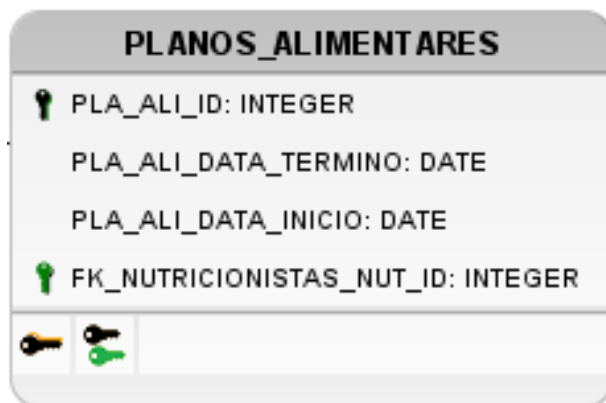 PLANOS_ALIMENTARES
PLA_ALI_ID: INTEGER
PLA_ALI_DATA_TERMINO: DATE
PLA_ALI_DATA_INICIO: DATE
FK_NUTRICIONISTAS_NUT_ID: INTEGER